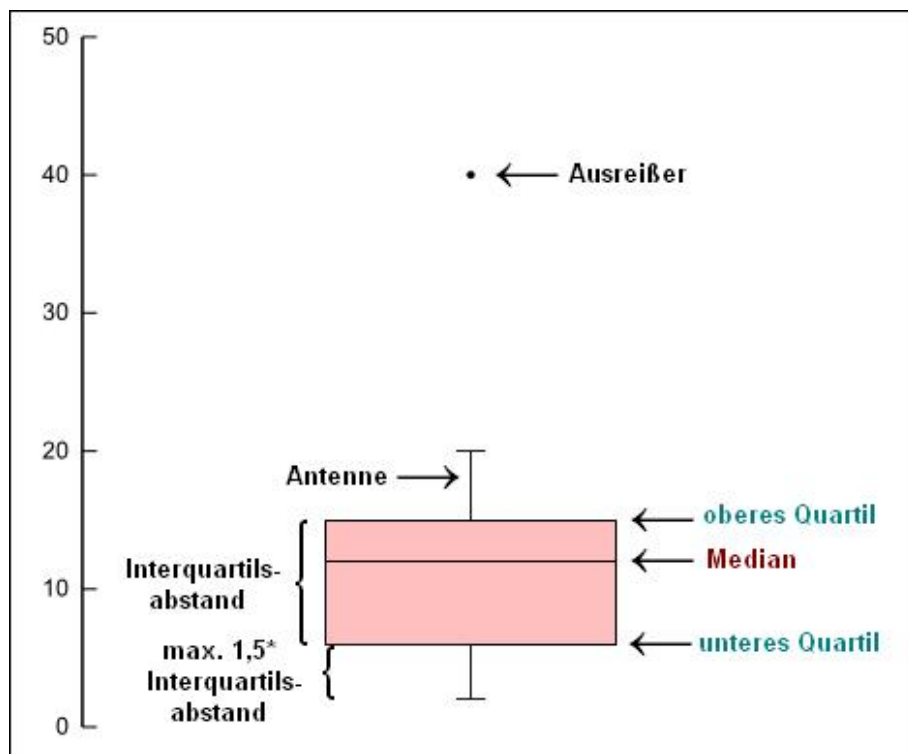 50
40
Ausreißer
30
20
Antenne
oberes Quartil
Interquartils-
abstand
Median
10
max. 1,5*
Interquartils-
abstand
unteres Quartil
0